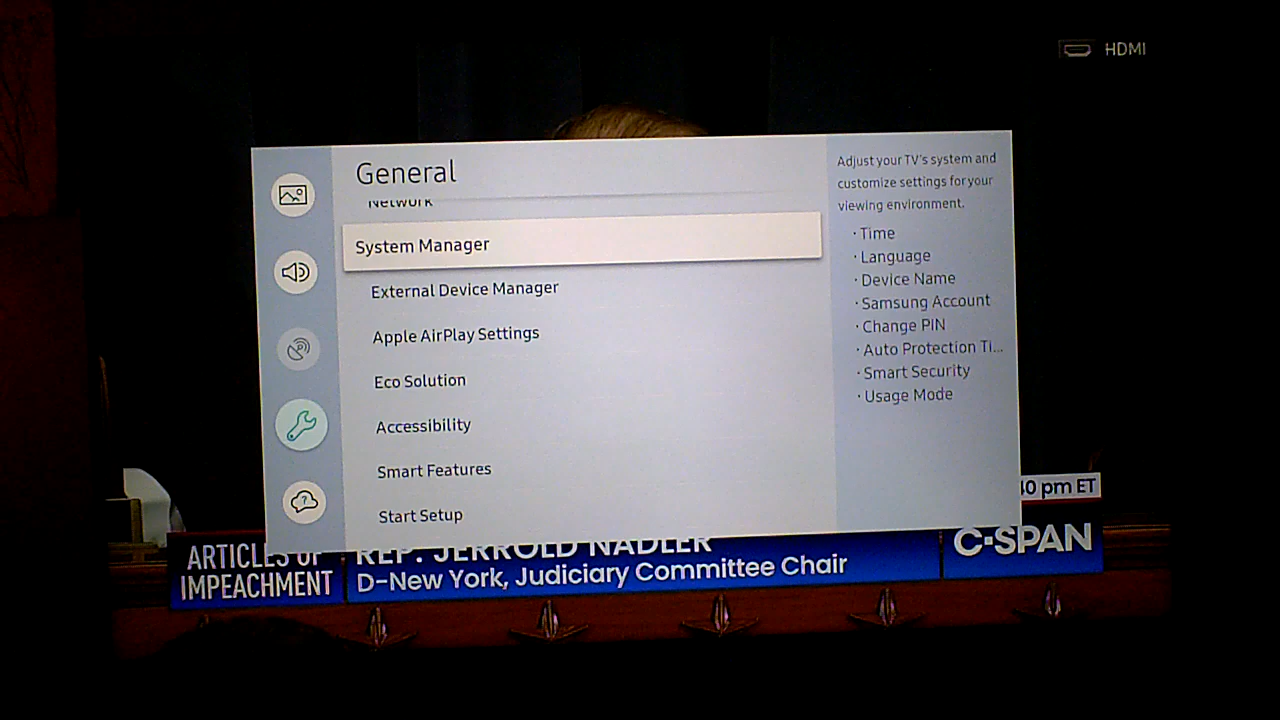 HDMI
General
Network
System Manager
External Device Manager
Apple AirPlay Settings
Eco Solution
Accessibility
Smart Features
Start Setup
Adjust your TV's system and
customize settings for your
viewing environment.
· Time
· Language
· Device Name
· Samsung Account
· Change PIN
· Auto Protection Ti...
· Smart Security
· Usage Mode
?
40 pm ET
ARTICLES OF
IMPEACHMENT
REP. JERROLD NADLER
D-New York, Judiciary Committee Chair
C-SPAN